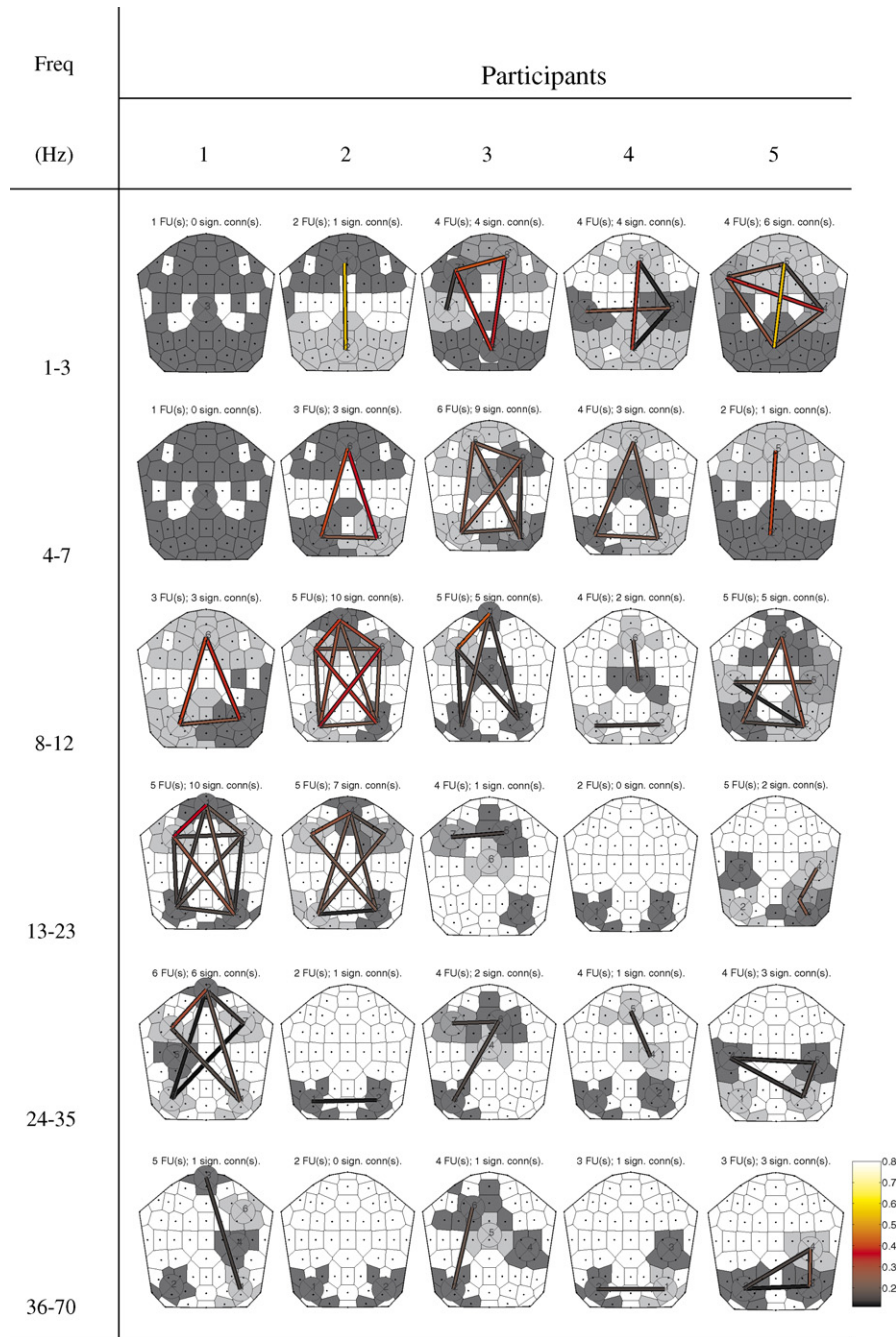 Freq
Participants
(Hz) 1 2 3 4 5
1 FU(s); 0 sign. conn(s). 2 FU(s); 1 sign. conn(s). 4 FU(s); 4 sign. conn(s). 4 FU(s); 4 sign. conn(s). 4 FU(s); 6 sign. conn(s).
1-3
1 FU(s); 0 sign. conn(s). 3 FU(s); 3 sign. conn(s). 6 FU(s); 9 sign. conn(s). 4 FU(s); 3 sign. conn(s). 2 FU(s); 1 sign. conn(s).
4-7
3 FU(s); 3 sign. conn(s). 5 FU(s); 10 sign. conn(s). 5 FU(s); 5 sign. conn(s). 4 FU(s); 2 sign. conn(s). 5 FU(s); 5 sign. conn(s).
8-12
5 FU(s); 10 sign. conn(s). 5 FU(s); 7 sign. conn(s). 4 FU(s); 1 sign. conn(s). 2 FU(s); 0 sign. conn(s). 5 FU(s); 2 sign. conn(s).
13-23
6 FU(s); 6 sign. conn(s). 2 FU(s); 1 sign. conn(s). 4 FU(s); 2 sign. conn(s). 4 FU(s); 1 sign. conn(s). 4 FU(s); 3 sign. conn(s).
24-35
5 FU(s); 1 sign. conn(s). 2 FU(s); 0 sign. conn(s). 4 FU(s); 1 sign. conn(s). 3 FU(s); 1 sign. conn(s). 3 FU(s); 3 sign. conn(s).
0.8
0.7
0.6
0.5
0.4
0.3
0.2
36-70